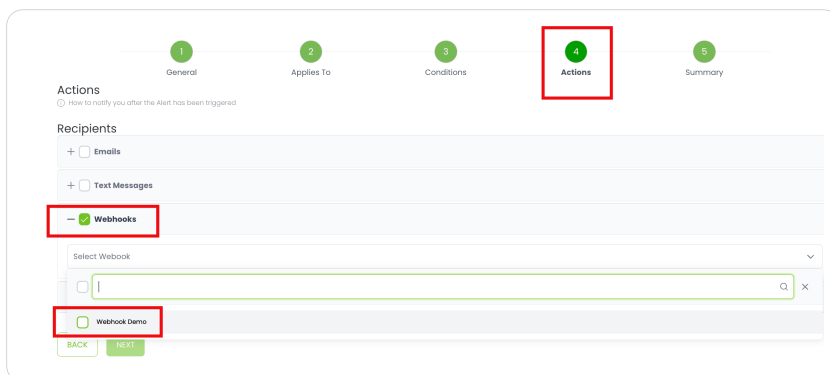 1 2 3 4 5
General Applies To Conditions Actions Summary
Actions
How to notify you after the Alert has been triggered
Recipients
Emails
Text Messages
Webhooks
Select Webook
Webhook Demo
BACK NEXT